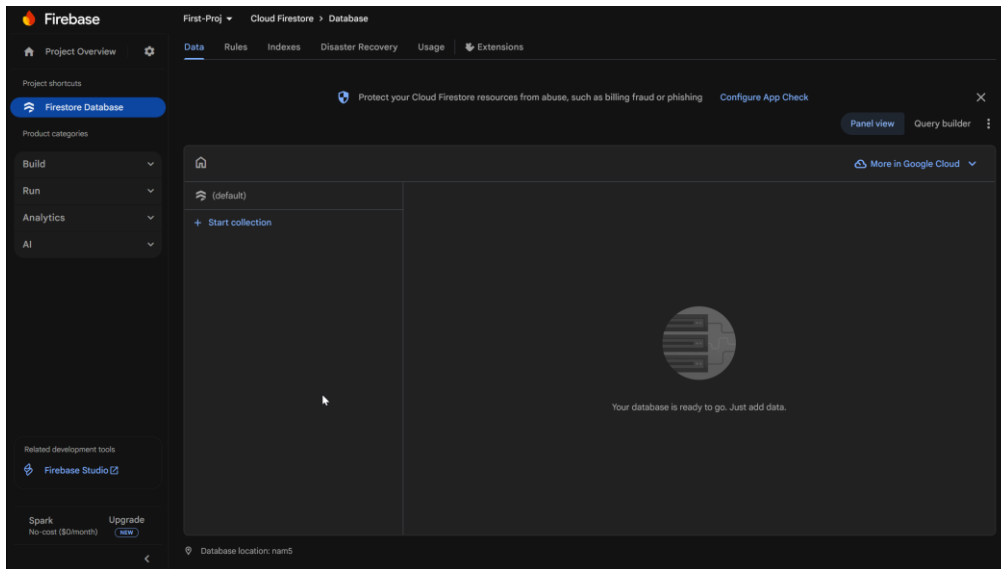 Firebase
First-Proj Cloud Firestore > Database
Project Overview
Data Rules Indexes Disaster Recovery Usage Extensions
Project shortcuts
Firestore Database
Product categories
Build
Run
Analytics
AI
Protect your Cloud Firestore resources from abuse, such as billing fraud or phishing Configure App Check
Panel view Query builder
More in Google Cloud
(default)
+ Start collection
Your database is ready to go. Just add data.
Related development tools
Firebase Studio
Spark Upgrade
No-cost ($0/month) NEW
Database location: nam5